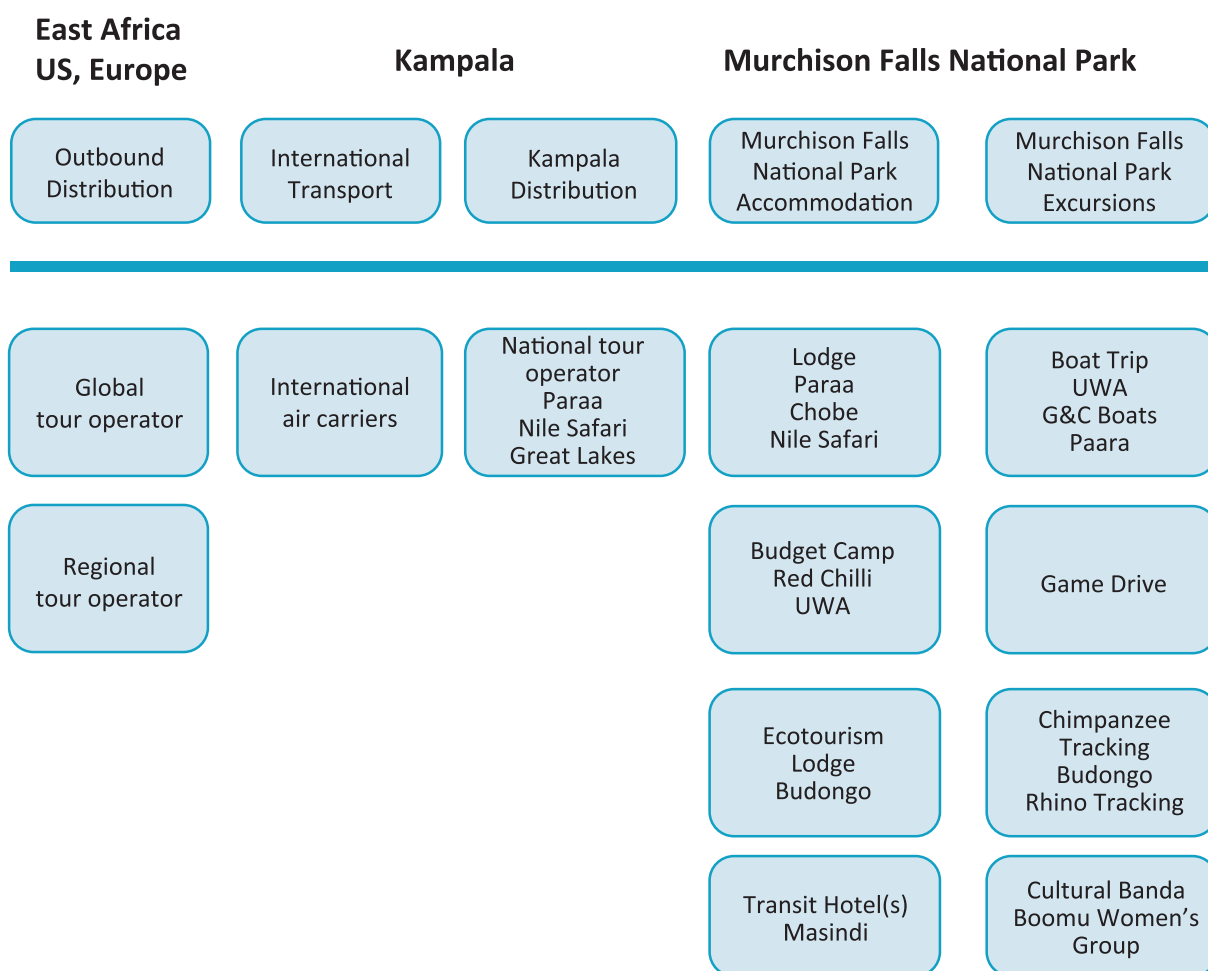 East Africa
US, Europe
Kampala
Murchison Falls National Park
Outbound
Distribution
International
Transport
Kampala
Distribution
Murchison Falls
National Park
Accommodation
Murchison Falls
National Park
Excursions
Global
tour operator
International
air carriers
National tour
operator
Paraa
Nile Safari
Great Lakes
Lodge
Paraa
Chobe
Nile Safari
Boat Trip
UWA
G&C Boats
Paara
Regional
tour operator
Budget Camp
Red Chilli
UWA
Game Drive
Ecotourism
Lodge
Budongo
Chimpanzee
Tracking
Budongo
Rhino Tracking
Transit Hotel(s)
Masindi
Cultural Banda
Boomu Women’s
Group